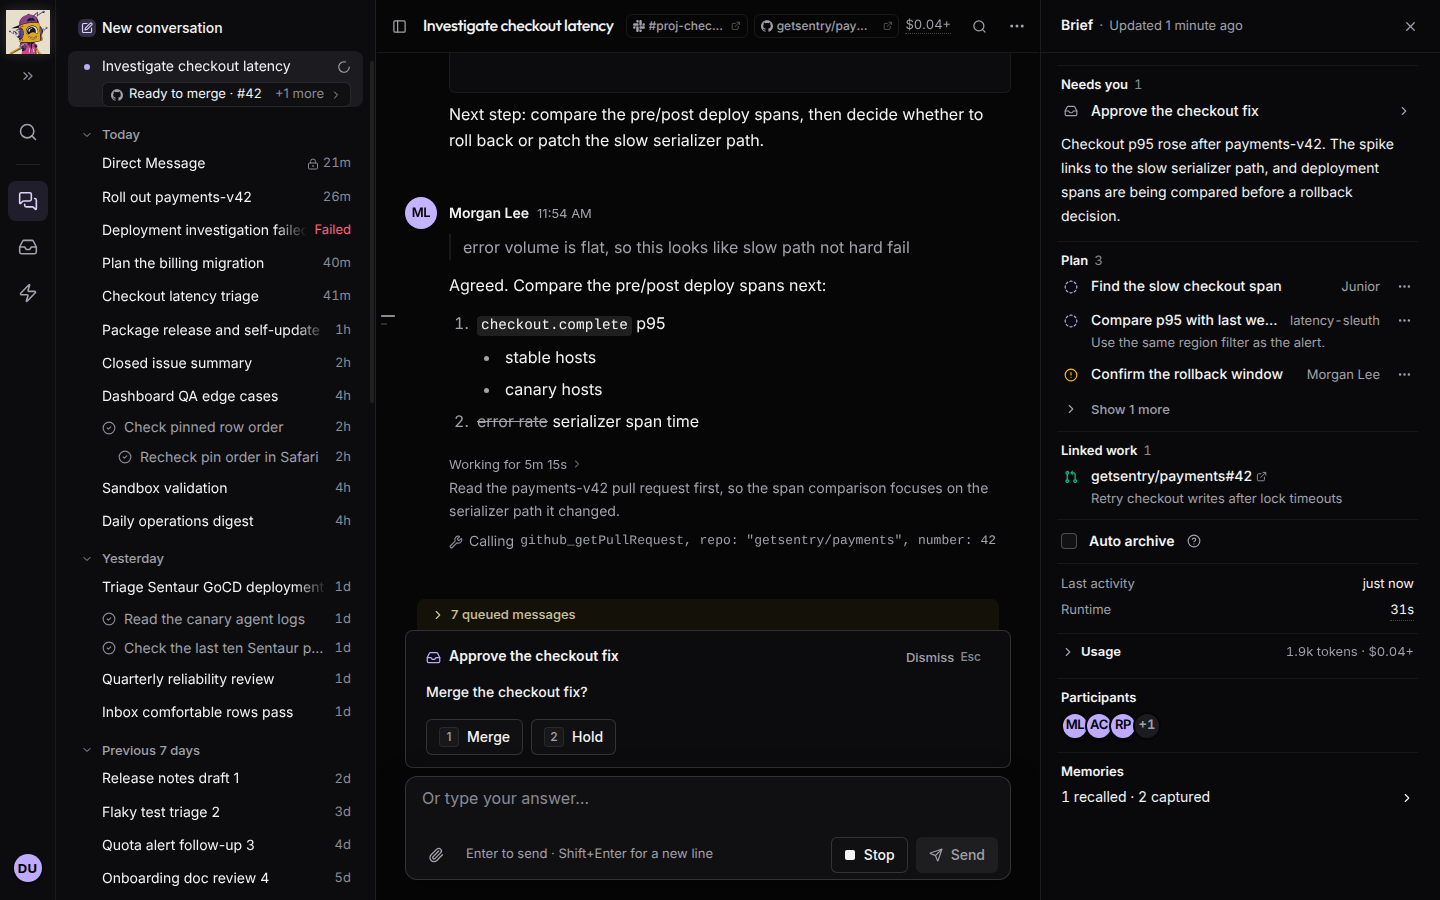 New conversation
Investigate checkout latency
Ready to merge · #42 +1 more
Today
Direct Message 21m
Roll out payments-v42 26m
Deployment investigation failed Failed
Plan the billing migration 40m
Checkout latency triage 41m
Package release and self-update 1h
Closed issue summary 2h
Dashboard QA edge cases 4h
Check pinned row order 2h
Recheck pin order in Safari 2h
Sandbox validation 4h
Daily operations digest 4h
Yesterday
Triage Sentaur GoCD deployment 1d
Read the canary agent logs 1d
Check the last ten Sentaur p... 1d
Quarterly reliability review 1d
Inbox comfortable rows pass 1d
Previous 7 days
Release notes draft 1 2d
Flaky test triage 2 3d
Quota alert follow-up 3 4d
Onboarding doc review 4 5d
DU
Investigate checkout latency #proj-chec... getsentry/pay... $0.04+
Next step: compare the pre/post deploy spans, then decide whether to
roll back or patch the slow serializer path.
ML Morgan Lee 11:54 AM
error volume is flat, so this looks like slow path not hard fail
Agreed. Compare the pre/post deploy spans next:
1. checkout.complete p95
• stable hosts
• canary hosts
2. error rate serializer span time
Working for 5m 15s
Read the payments-v42 pull request first, so the span comparison focuses on the
serializer path it changed.
Calling github_getPullRequest, repo: "getsentry/payments", number: 42
7 queued messages
Approve the checkout fix Dismiss Esc
Merge the checkout fix?
1 Merge 2 Hold
Or type your answer...
Enter to send · Shift+Enter for a new line Stop Send
Brief · Updated 1 minute ago
Needs you 1
Approve the checkout fix
Checkout p95 rose after payments-v42. The spike
links to the slow serializer path, and deployment
spans are being compared before a rollback
decision.
Plan 3
Find the slow checkout span Junior
Compare p95 with last we... latency-sleuth
Use the same region filter as the alert.
Confirm the rollback window Morgan Lee
Show 1 more
Linked work 1
getsentry/payments#42
Retry checkout writes after lock timeouts
Auto archive
Last activity just now
Runtime 31s
Usage 1.9k tokens · $0.04+
Participants
ML AC RP +1
Memories
1 recalled · 2 captured